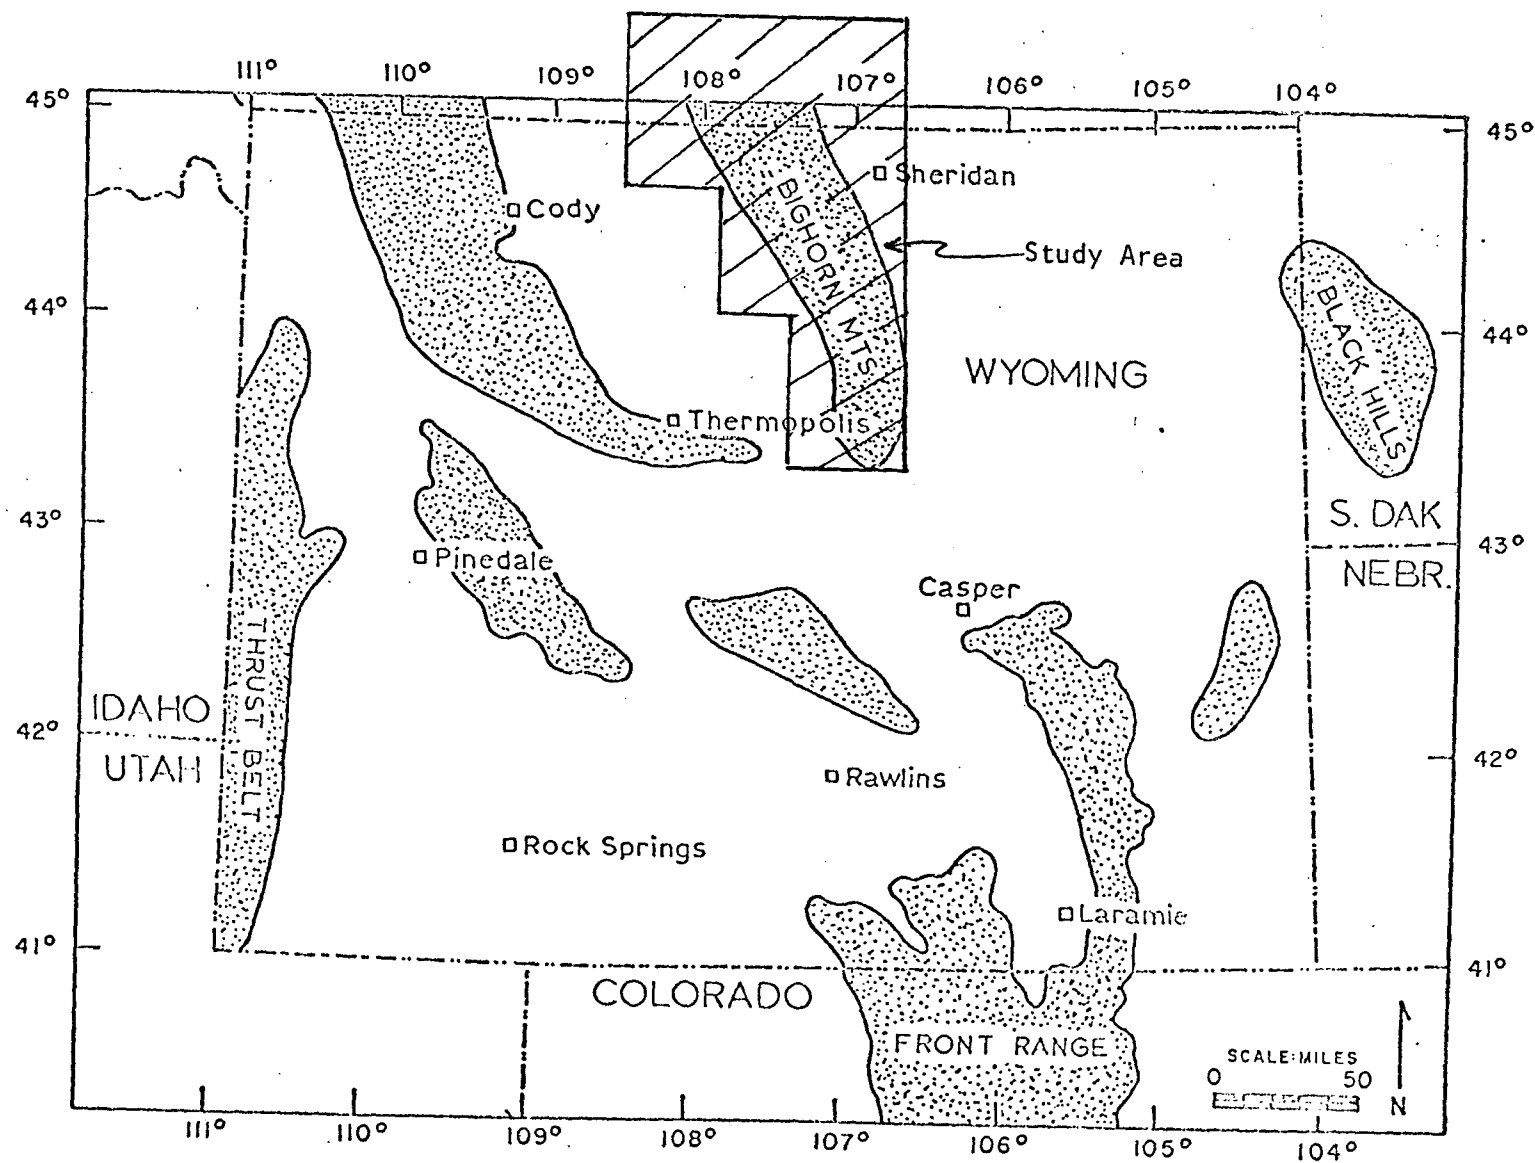 111° 110° 109° 108° 107° 106° 105° 104°
45° 45°
Sheridan
Cody
BIGHORN MTS
Study Area
44° 44°
BLACK HILLS
WYOMING
Thermopolis
43° S. DAK
43°
Pinedale NEBR.
Casper
THRUST BELT
IDAHO
42° 42°
UTAH
Rawlins
Rock Springs
Laramie
41° 41°
COLORADO
FRONT RANGE
SCALE:MILES
0 50
N
111° 110° 109° 108° 107° 106° 105° 104°